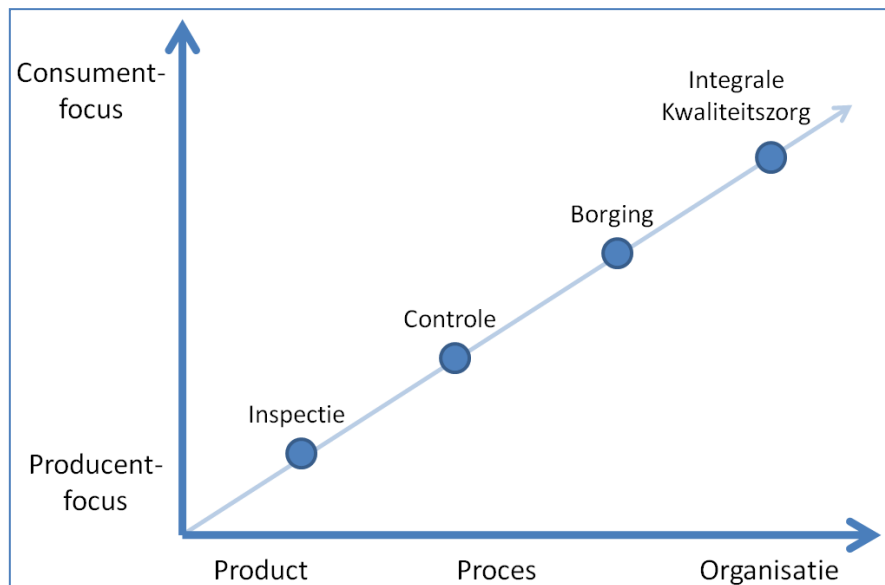 Consument-
focus
Integrale
Kwaliteitszorg
Borging
Controle
Inspectie
Producent-
focus
Product
Proces
Organisatie